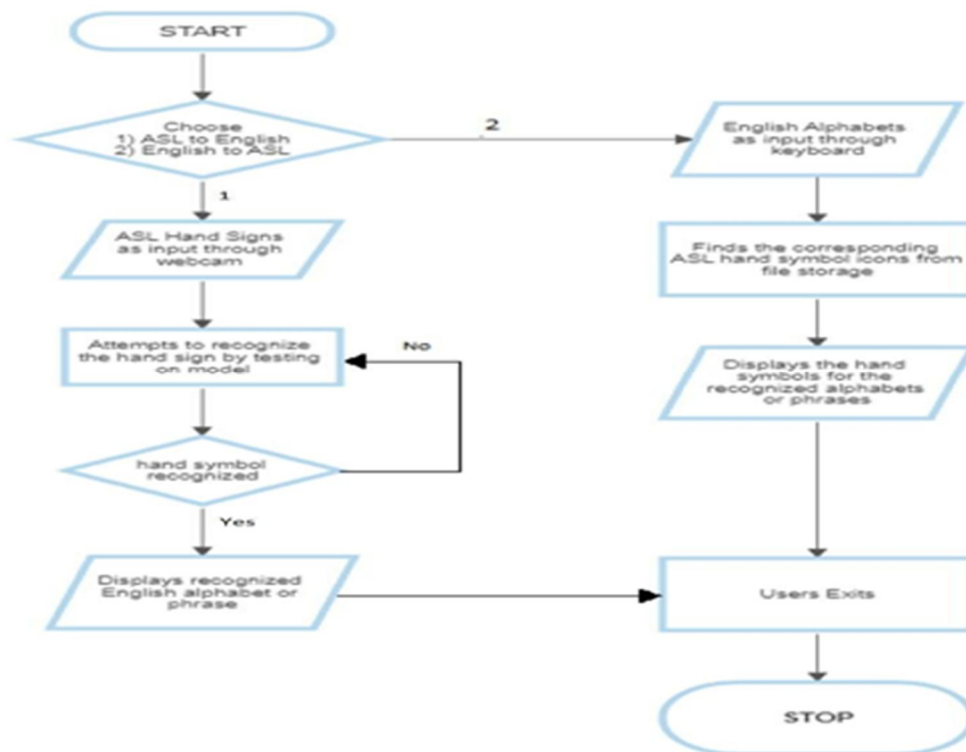 START
Choose
1) ASL to English
2) English to ASL
2
English Alphabets
as input through
keyboard
1
ASL Hand Signs
as input through
webcam
Finds the corresponding
ASL hand symbol icons from
file storage
Attempts to recognize
the hand sign by testing
on model
No
Displays the hand
symbols for the
recognized alphabets
or phrases
hand symbol
recognized
Yes
Displays recognized
English alphabet or
phrase
Users Exits
STOP